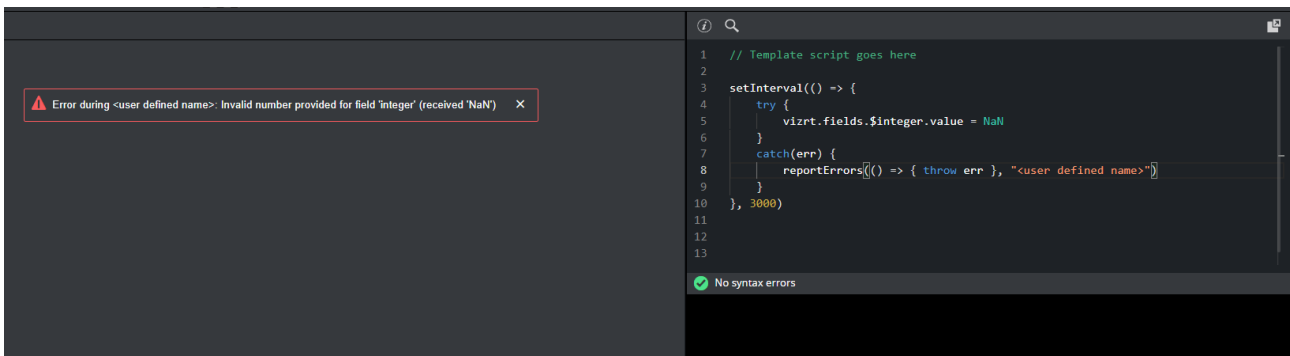 Error during <user defined name>: Invalid number provided for field 'integer' (received 'NaN') ×
1 // Template script goes here
2
3 setInterval(() => {
4 try {
5 vizrt.fields.$integer.value = NaN
6 }
7 catch(err) {
8 reportErrors(() => { throw err }, "<user defined name>")
9 }
10 }, 3000)
11
12
13
No syntax errors